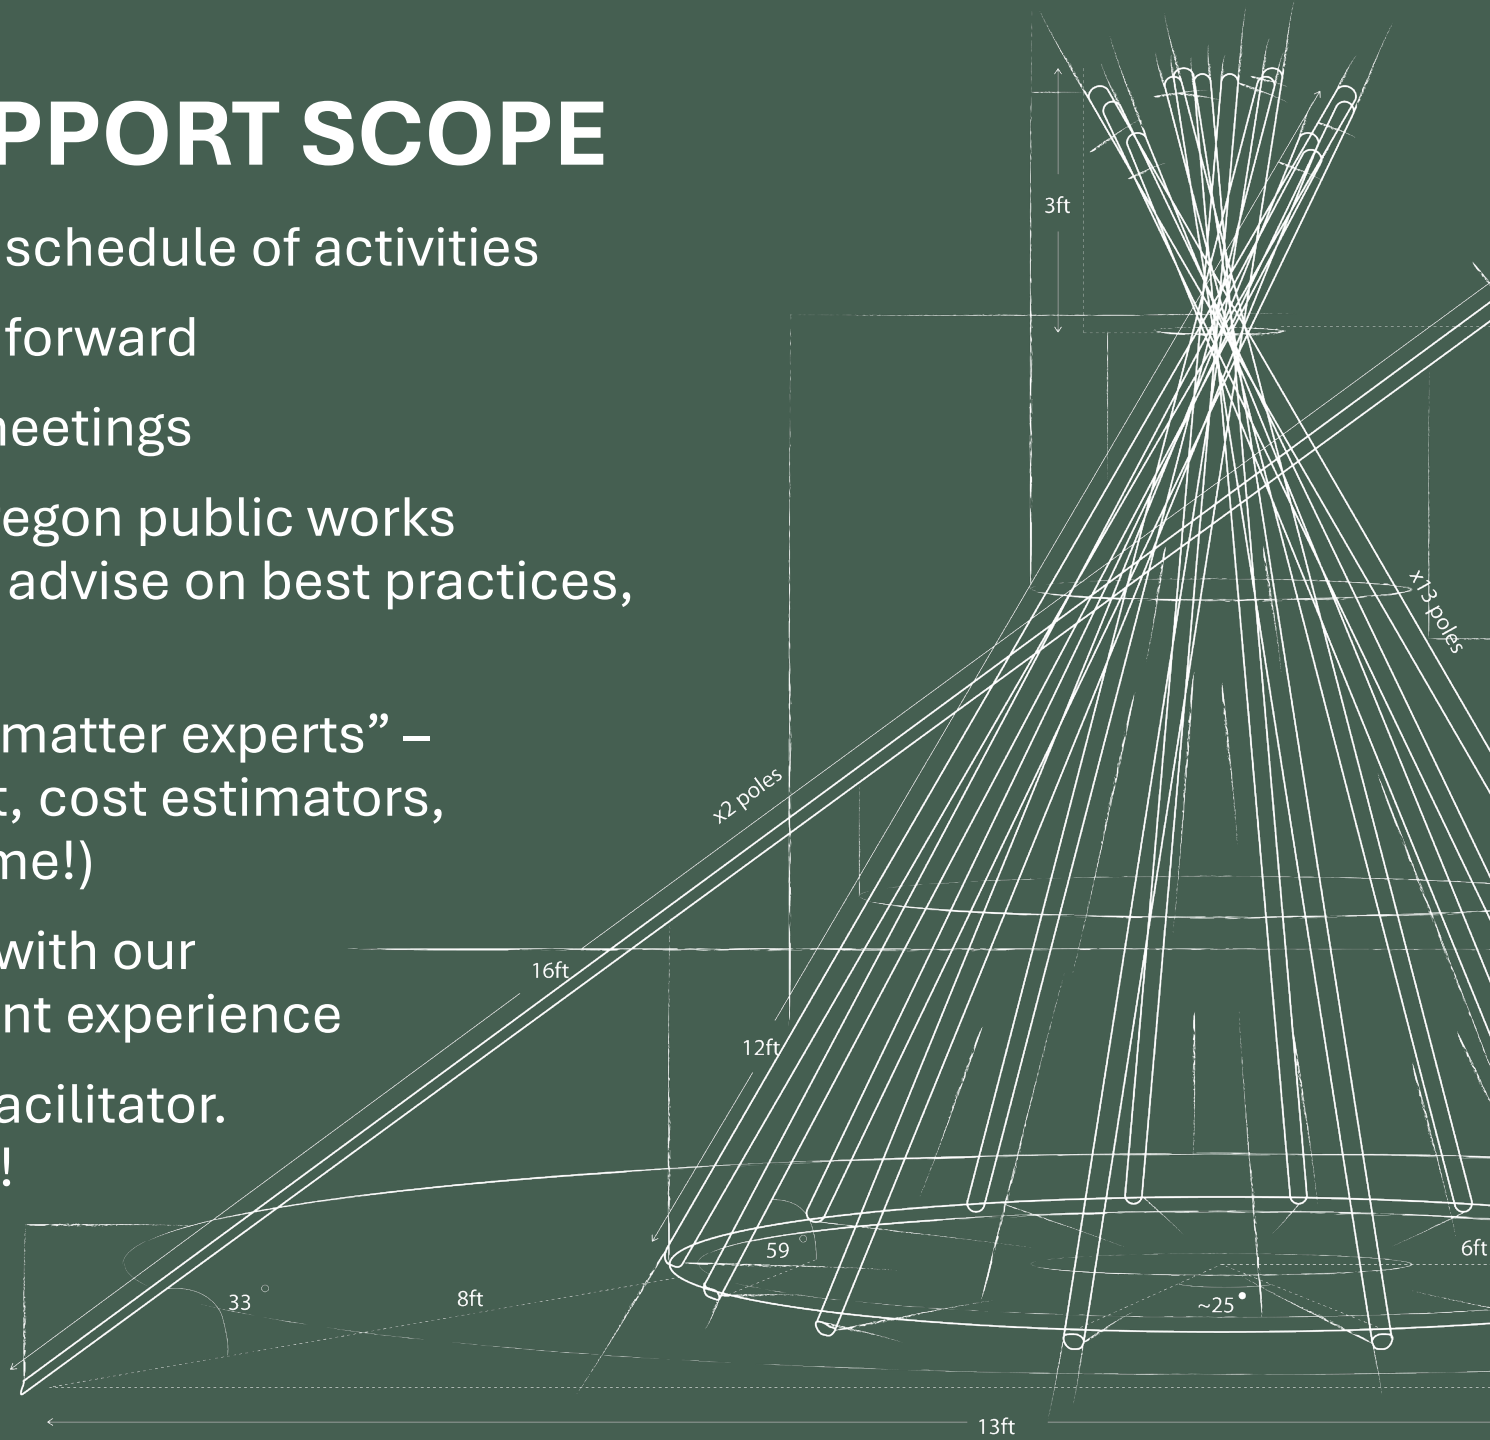 PPORT SCOPE
schedule of activities
forward
neetings
egon public works
advise on best practices,
matter experts” –
t, cost estimators,
me!)
with our
nt experience
acilitator.
!
3ft
x13 poles
x2 poles
16ft
12ft
59°
6ft
33°
8ft
~25°
13ft